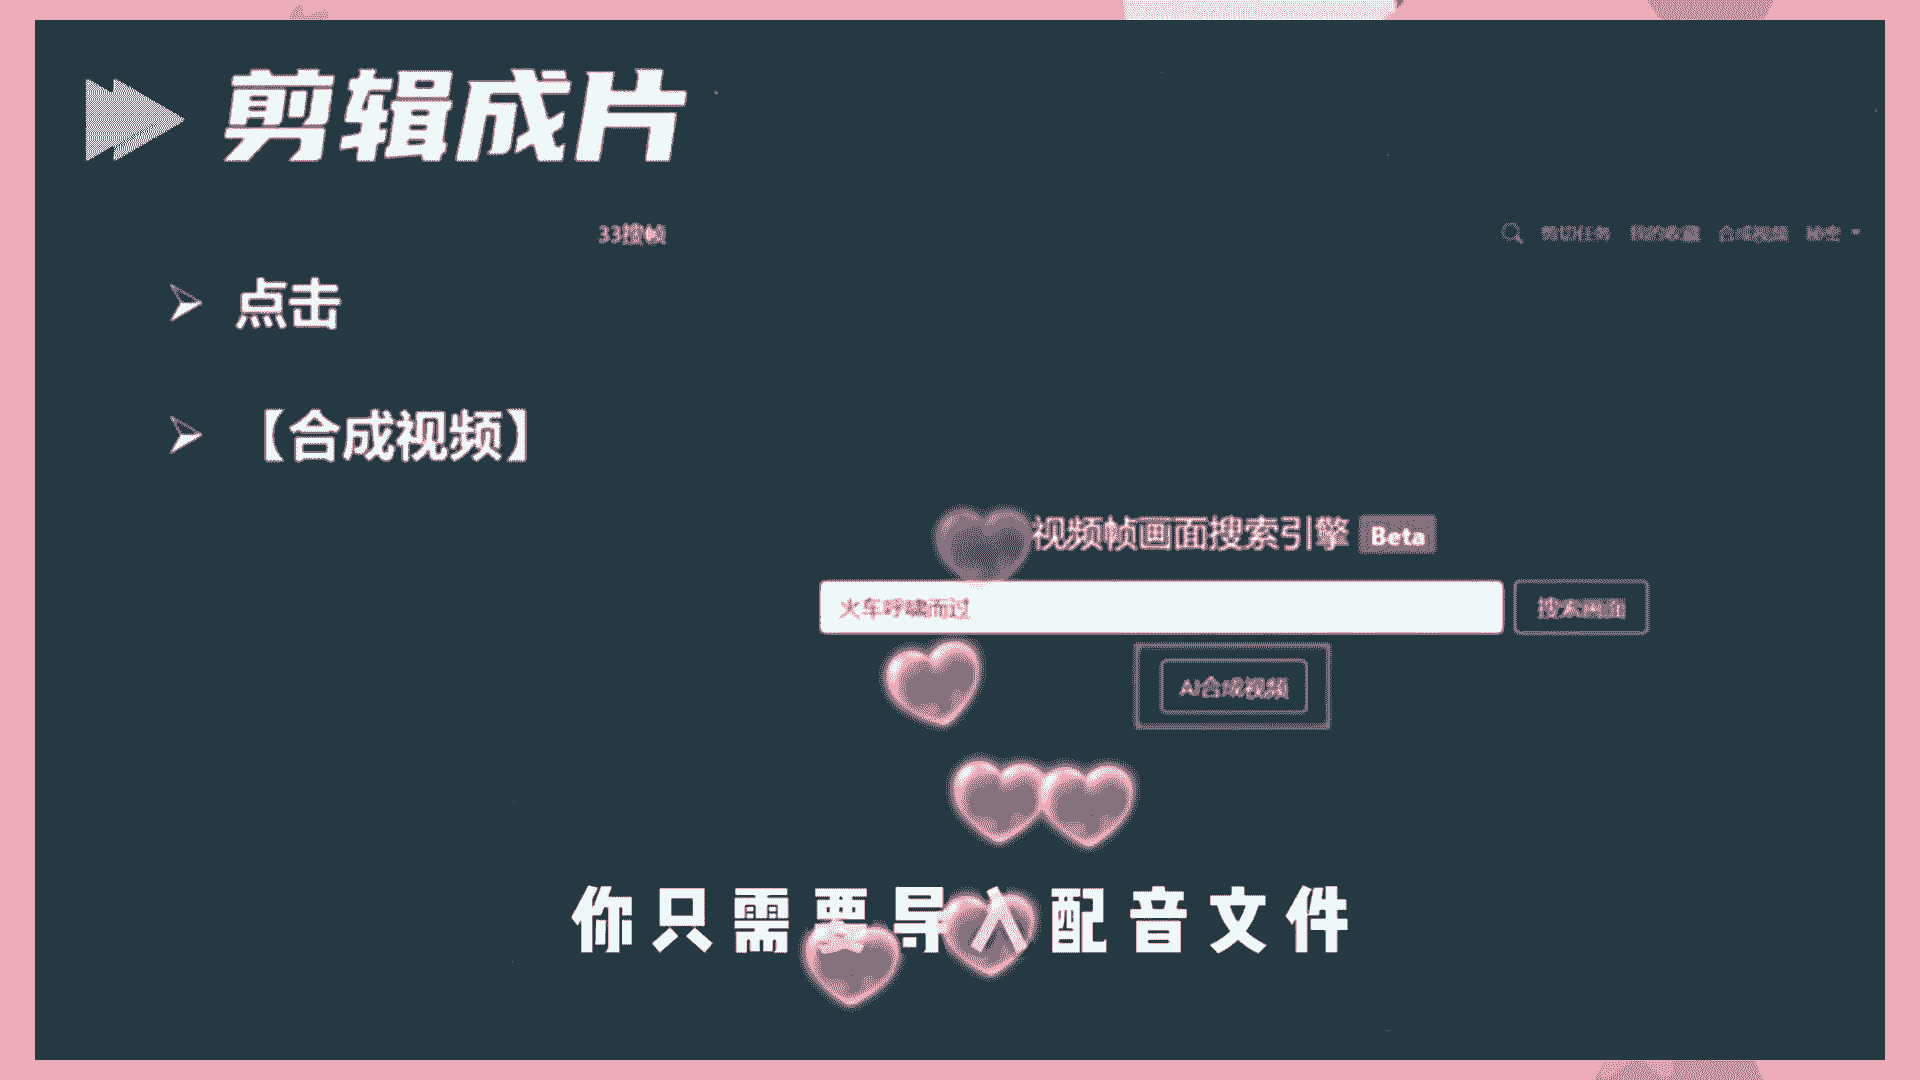 剪辑成片
33搜帧
剪切任务 我的收藏 合成视频
点击
【合成视频】
视频帧画面搜索引擎 Beta
火车呼啸而过 搜索画面
AI合成视频
你只需要导入配音文件